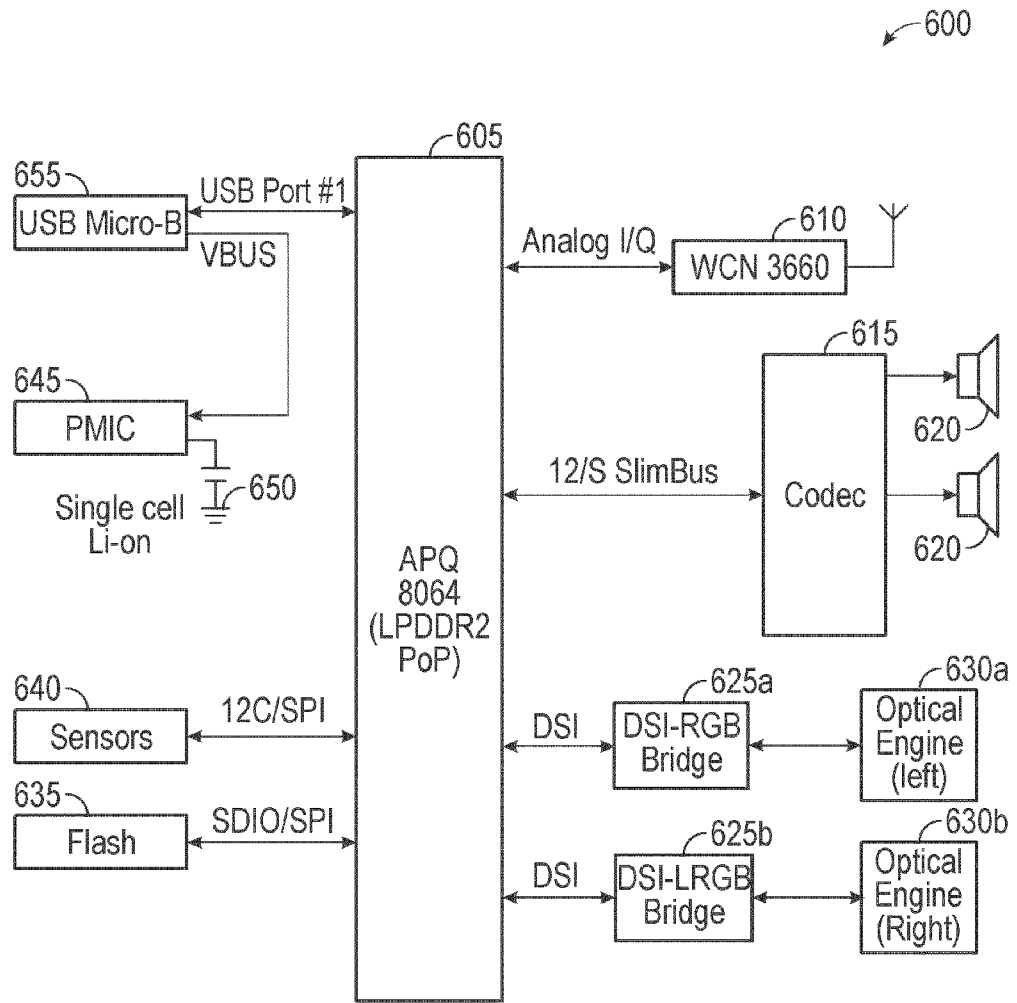 600
605
655
USB Micro-B
USB Port #1
VBUS
610
Analog I/Q
WCN 3660
615
645
PMIC
620
650
Single cell
Li-on
12/S SlimBus
Codec
620
APQ
8064
(LPDDR2
PoP)
640
Sensors
12C/SPI
625a
DSI
DSI-RGB
Bridge
630a
Optical
Engine
(left)
635
Flash
SDIO/SPI
625b
DSI
DSI-LRGB
Bridge
630b
Optical
Engine
(Right)